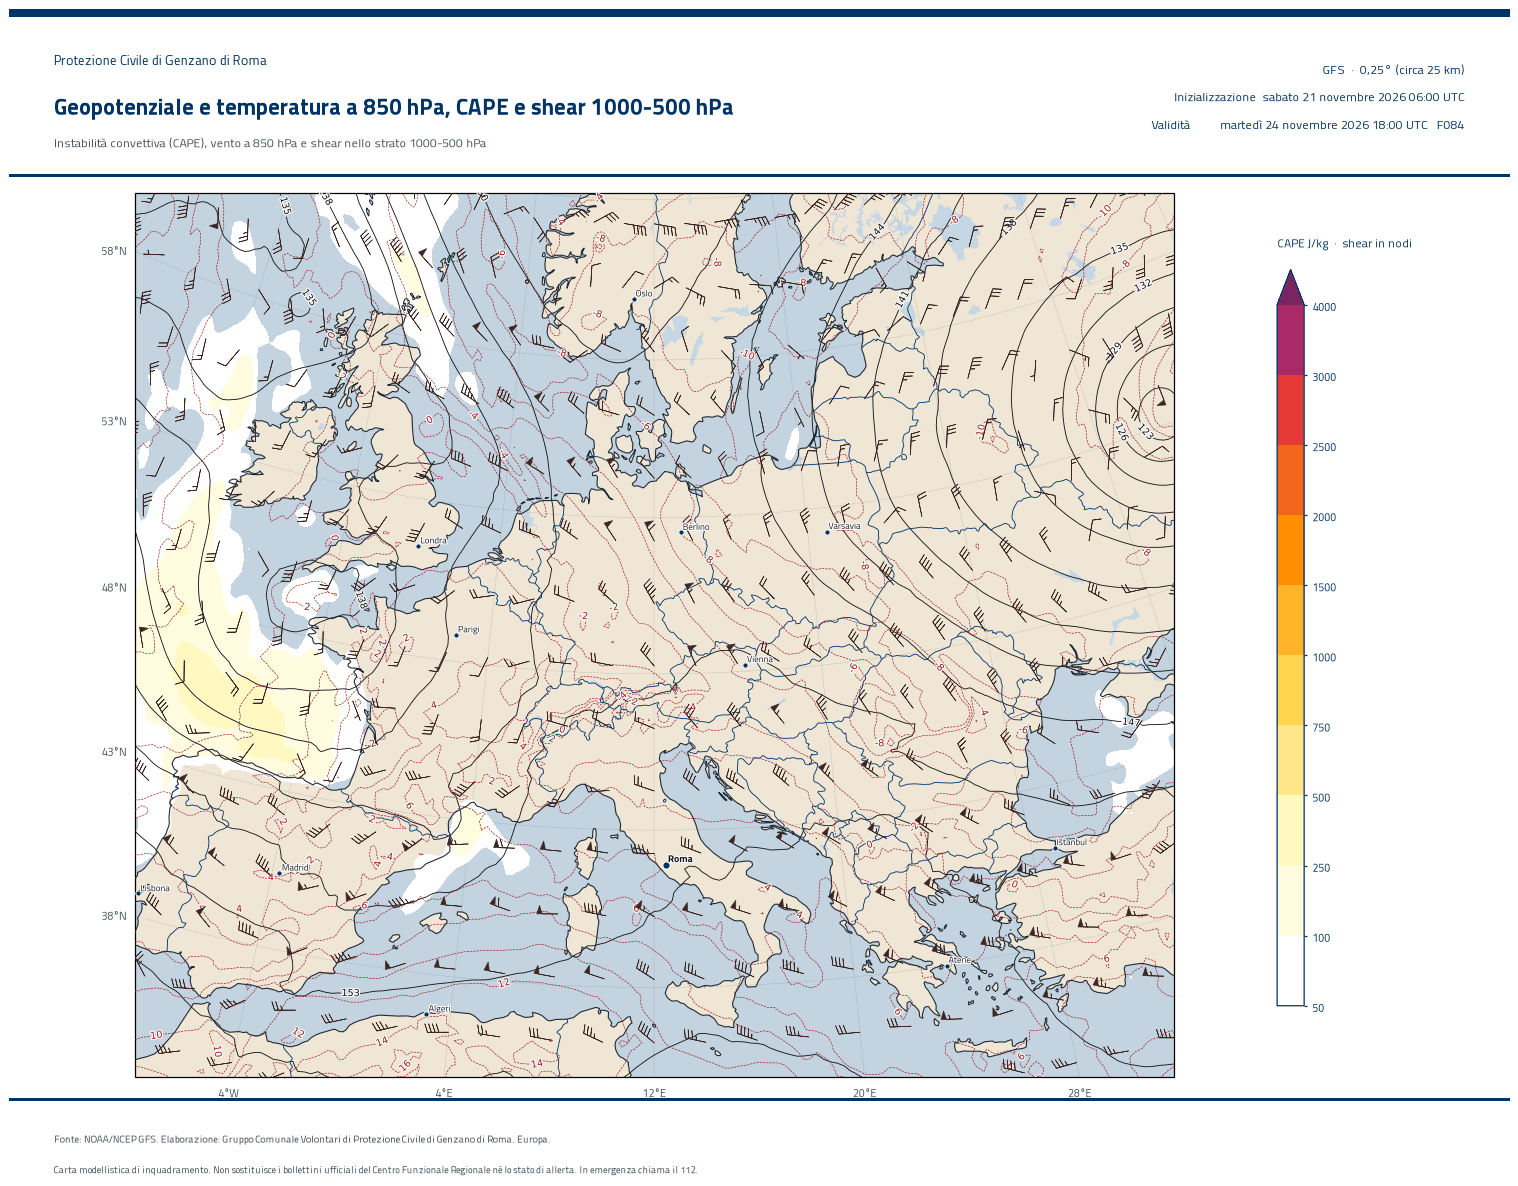 Protezione Civile di Genzano di Roma
Geopotenziale e temperatura a 850 hPa, CAPE e shear 1000-500 hPa
Instabilità convettiva (CAPE), vento a 850 hPa e shear nello strato 1000-500 hPa
GFS · 0,25° (circa 25 km)
Inizializzazione sabato 21 novembre 2026 06:00 UTC
Validità martedì 24 novembre 2026 18:00 UTC F084
CAPE J/kg · shear in nodi
4000
3000
2500
2000
1500
1000
750
500
250
100
50
58°N
53°N
48°N
43°N
38°N
4°W
4°E
12°E
20°E
28°E
Oslo
Londra
Berlino
Varsavia
Parigi
Vienna
Madrid
Lisbona
Roma
Istanbul
Atene
Algeri
135
138
135
144
138
141
135
132
129
126
123
138
147
153
Fonte: NOAA/NCEP GFS. Elaborazione: Gruppo Comunale Volontari di Protezione Civile di Genzano di Roma. Europa.
Carta modellistica di inquadramento. Non sostituisce i bollettini ufficiali del Centro Funzionale Regionale né lo stato di allerta. In emergenza chiama il 112.